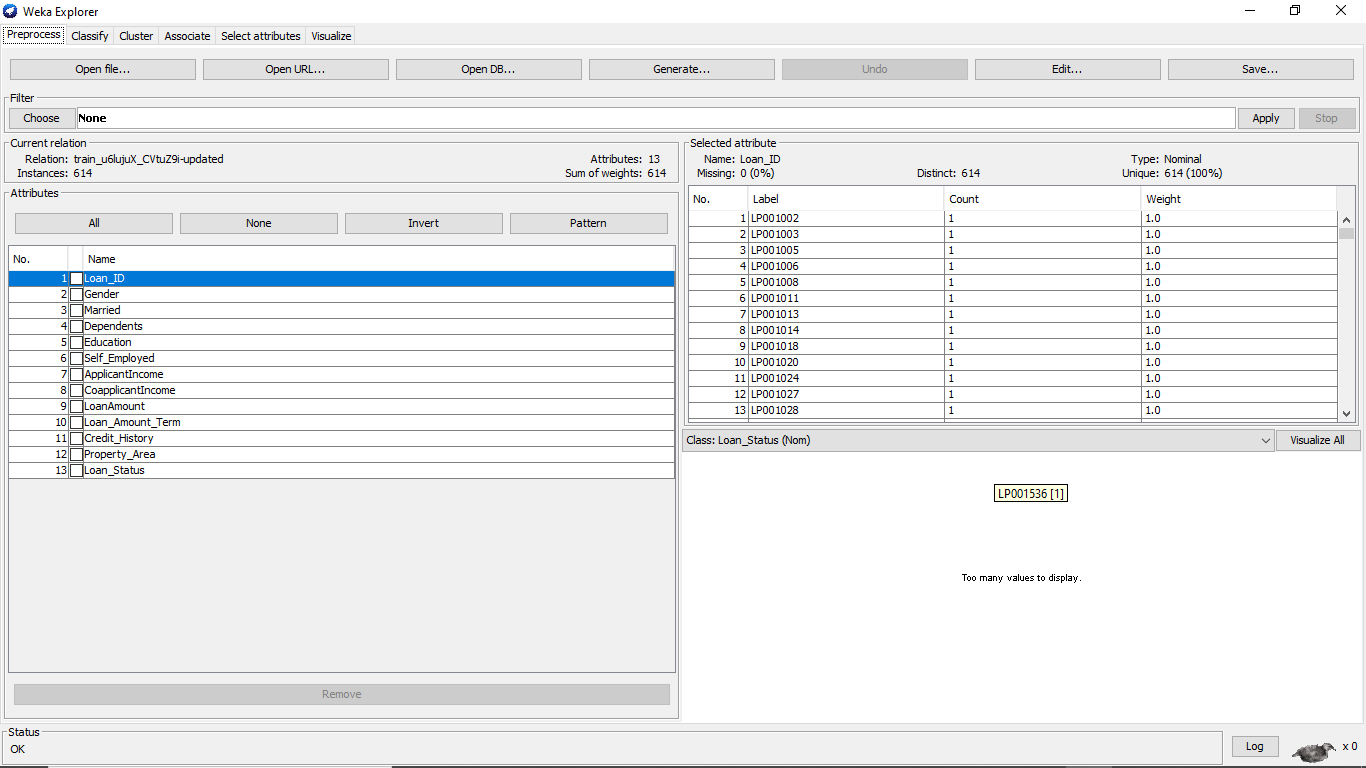 Weka Explorer
Preprocess Classify Cluster Associate Select attributes Visualize
Open file... Open URL... Open DB... Generate... Undo Edit... Save...
Filter
Choose None Apply Stop
Current relation
Relation: train_u6lujuX_CVtuZ9i-updated Attributes: 13
Instances: 614 Sum of weights: 614
Attributes
All None Invert Pattern
No. Name
1 Loan_ID
2 Gender
3 Married
4 Dependents
5 Education
6 Self_Employed
7 ApplicantIncome
8 CoapplicantIncome
9 LoanAmount
10 Loan_Amount_Term
11 Credit_History
12 Property_Area
13 Loan_Status
Remove
Selected attribute
Name: Loan_ID Type: Nominal
Missing: 0 (0%) Distinct: 614 Unique: 614 (100%)
No. Label Count Weight
1 LP001002 1 1.0
2 LP001003 1 1.0
3 LP001005 1 1.0
4 LP001006 1 1.0
5 LP001008 1 1.0
6 LP001011 1 1.0
7 LP001013 1 1.0
8 LP001014 1 1.0
9 LP001018 1 1.0
10 LP001020 1 1.0
11 LP001024 1 1.0
12 LP001027 1 1.0
13 LP001028 1 1.0
Class: Loan_Status (Nom) Visualize All
LP001536 [1]
Too many values to display.
Status
OK
Log x 0